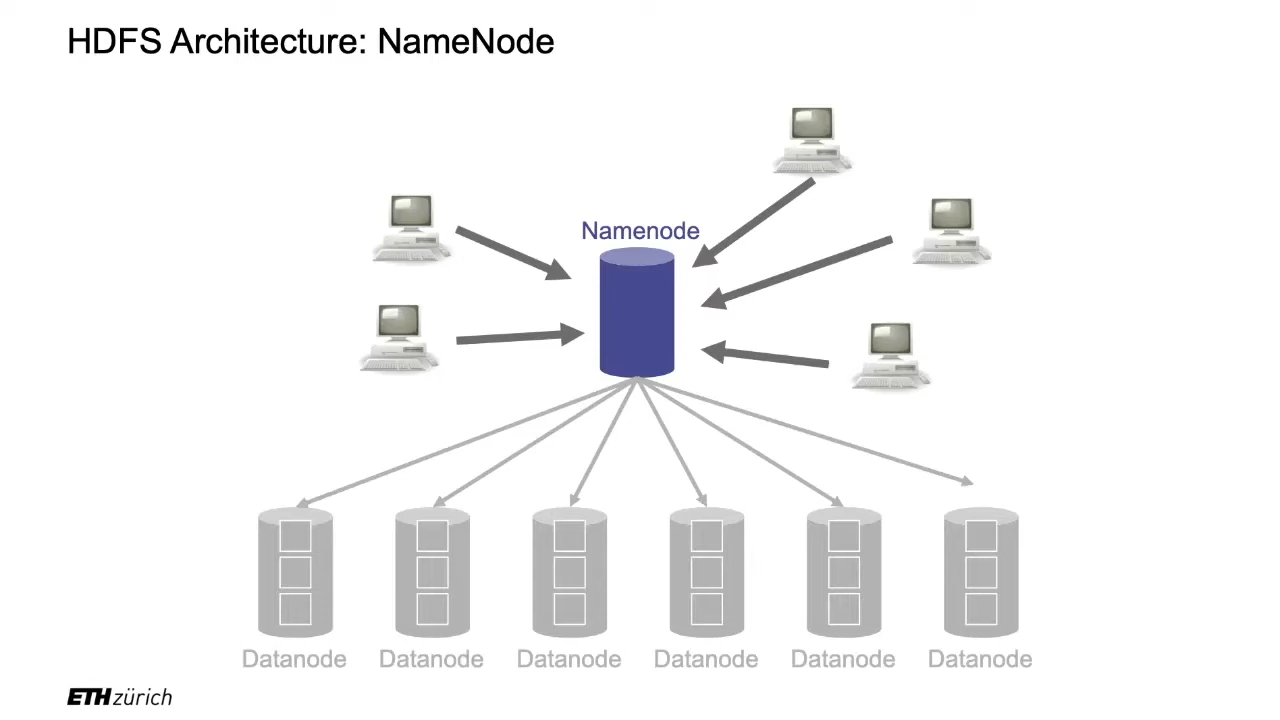 HDFS Architecture: NameNode
Namenode
Datanode Datanode Datanode Datanode Datanode Datanode
ETH zürich